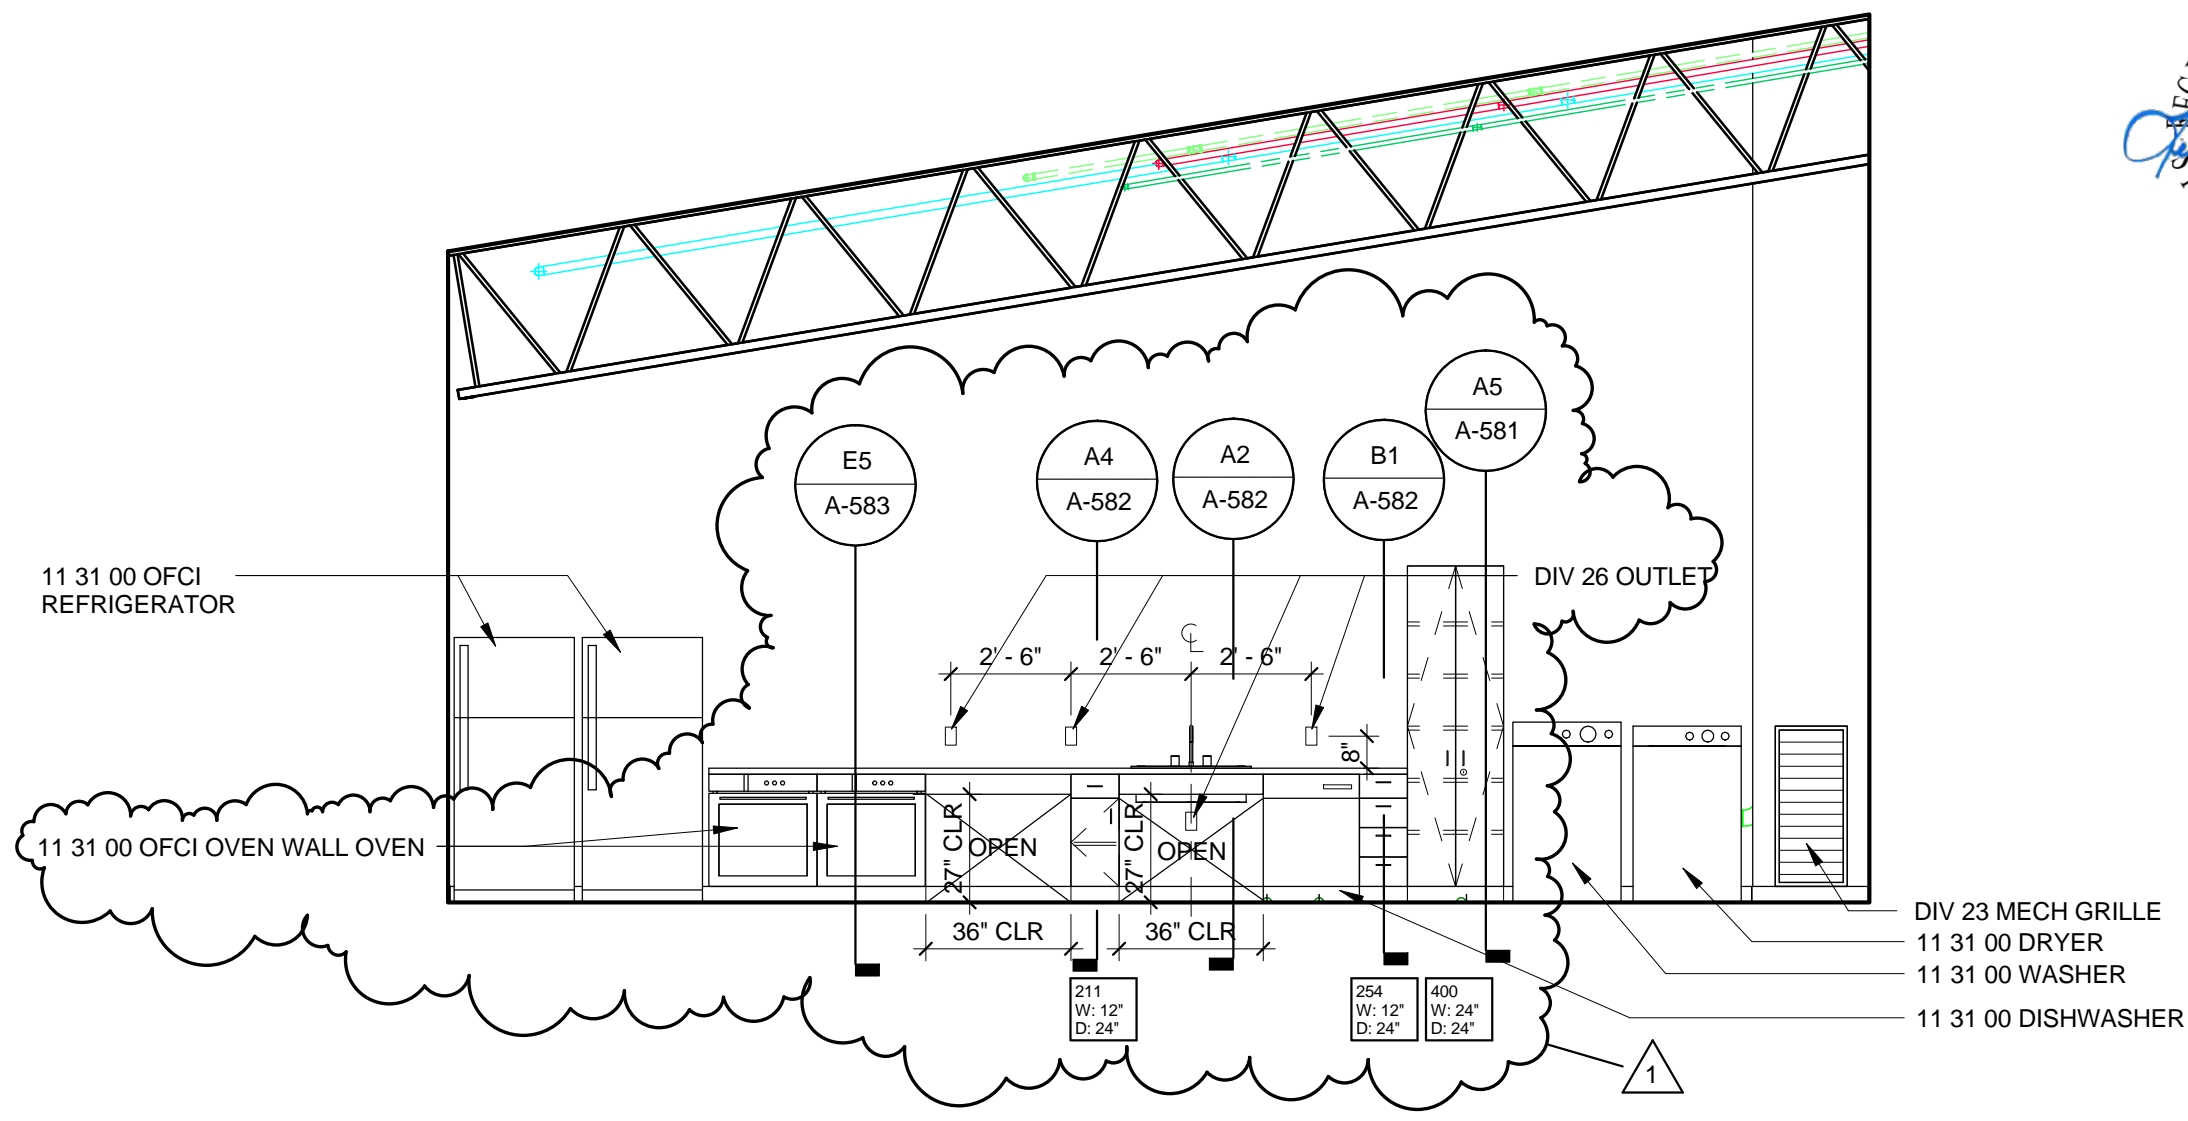 A5
A-581
E5
A-583
A4
A-582
A2
A-582
B1
A-582
11 31 00 OFCI
REFRIGERATOR
DIV 26 OUTLET
2' - 6"
2' - 6"
2' - 6"
8"
11 31 00 OFCI OVEN WALL OVEN
27" CLR
OPEN
27" CLR
OPEN
36" CLR
36" CLR
DIV 23 MECH GRILLE
11 31 00 DRYER
11 31 00 WASHER
11 31 00 DISHWASHER
211
W: 12"
D: 24"
254
W: 12"
D: 24"
400
W: 24"
D: 24"
1